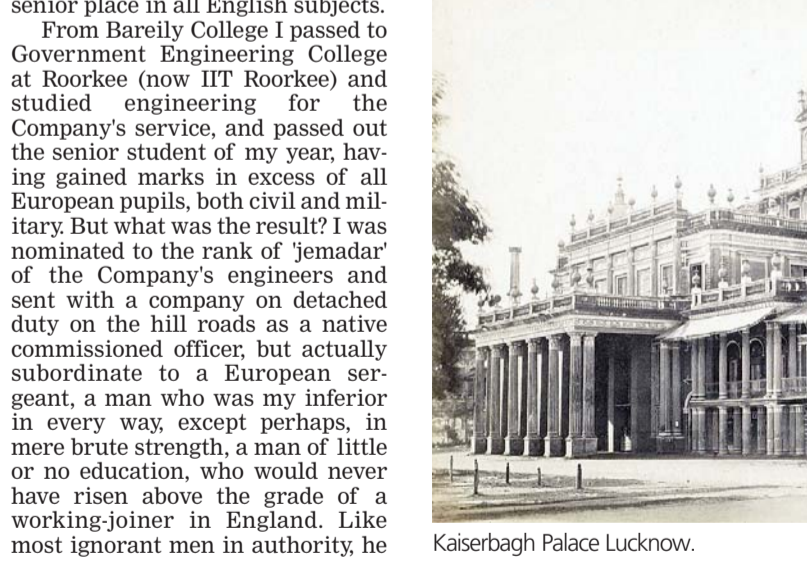 senior place in all English subjects.
From Bareily College I passed to
Government Engineering College
at Roorkee (now IIT Roorkee) and
studied engineering for the
Company's service, and passed out
the senior student of my year, hav-
ing gained marks in excess of all
European pupils, both civil and mil-
itary. But what was the result? I was
nominated to the rank of 'jemadar'
of the Company's engineers and
sent with a company on detached
duty on the hill roads as a native
commissioned officer, but actually
subordinate to a European ser-
geant, a man who was my inferior
in every way, except perhaps, in
mere brute strength, a man of little
or no education, who would never
have risen above the grade of a
working-joiner in England. Like
most ignorant men in authority, he
Kaiserbagh Palace Lucknow.